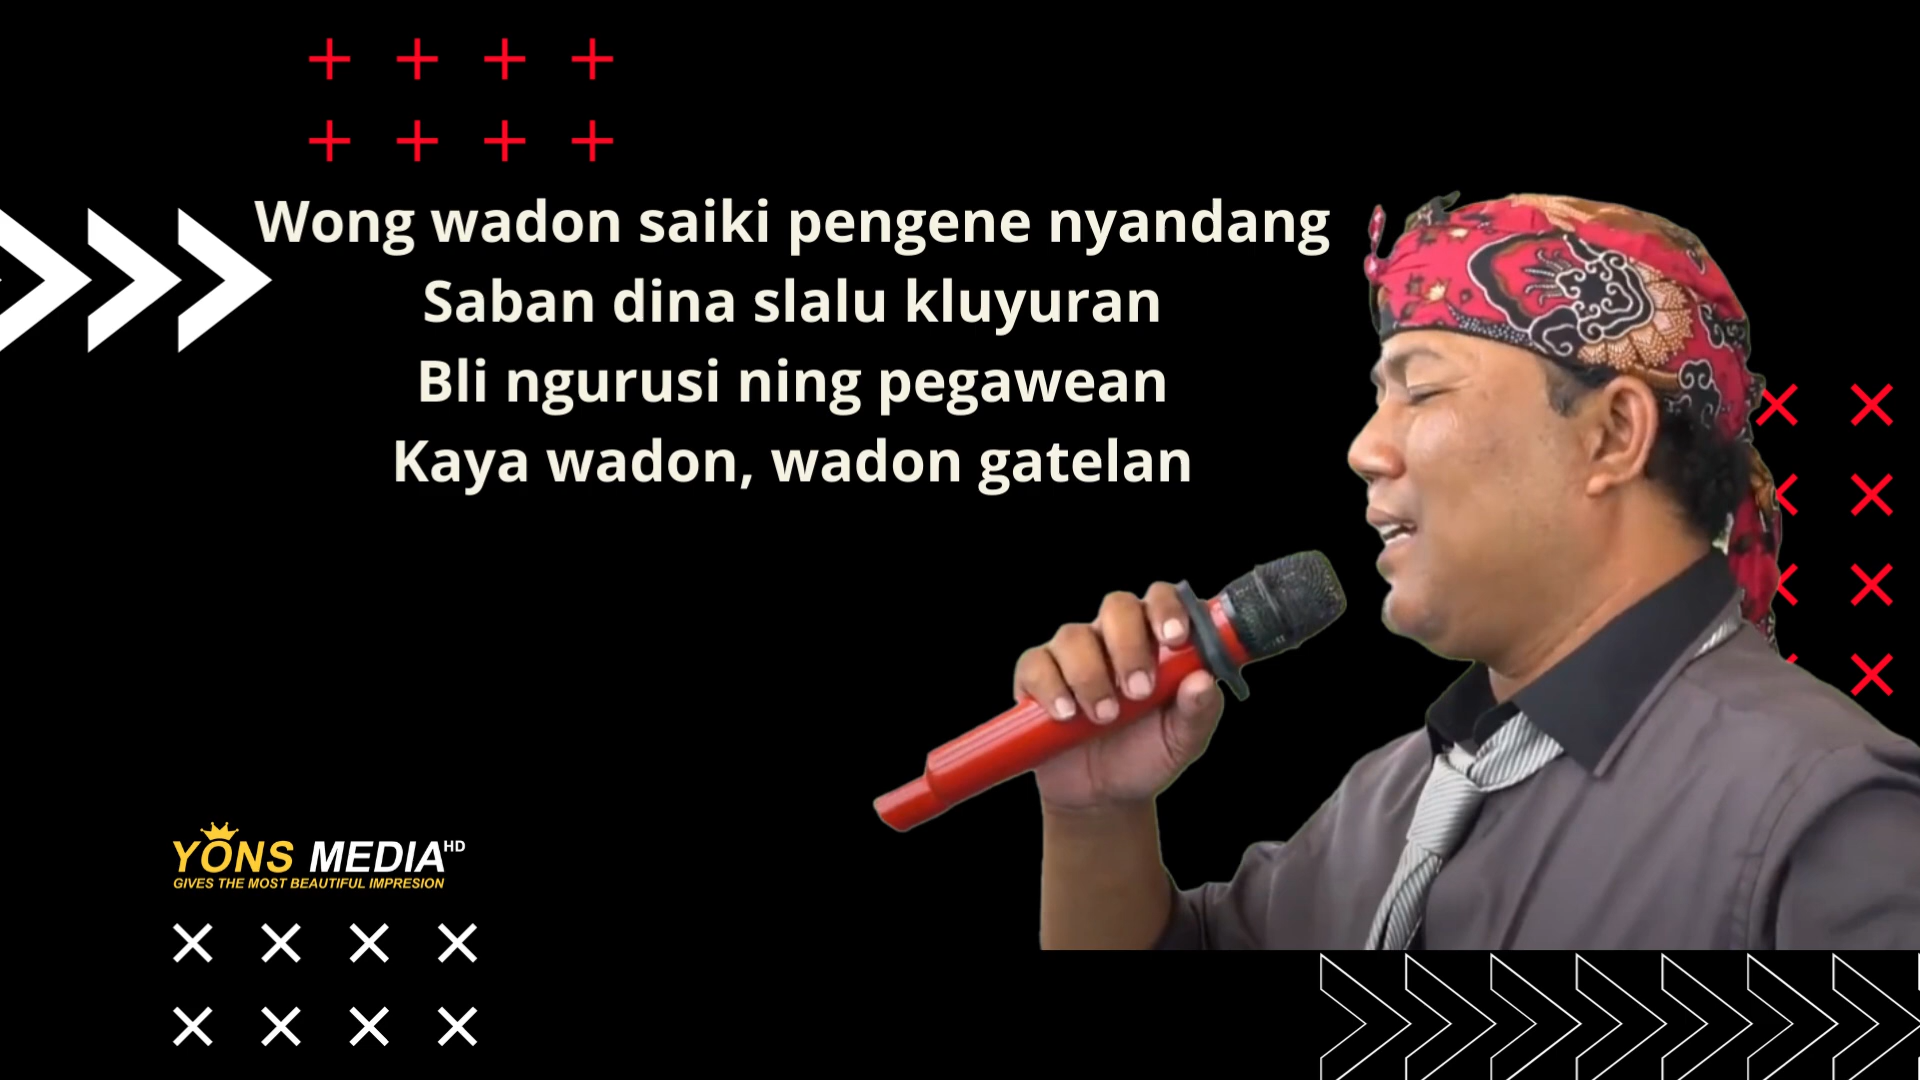 Wong wadon saiki pengene nyandang
Saban dina slalu kluyuran
Bli ngurusi ning pegawean
Kaya wadon, wadon gatelan
YONS MEDIA HD
GIVES THE MOST BEAUTIFUL IMPRESION